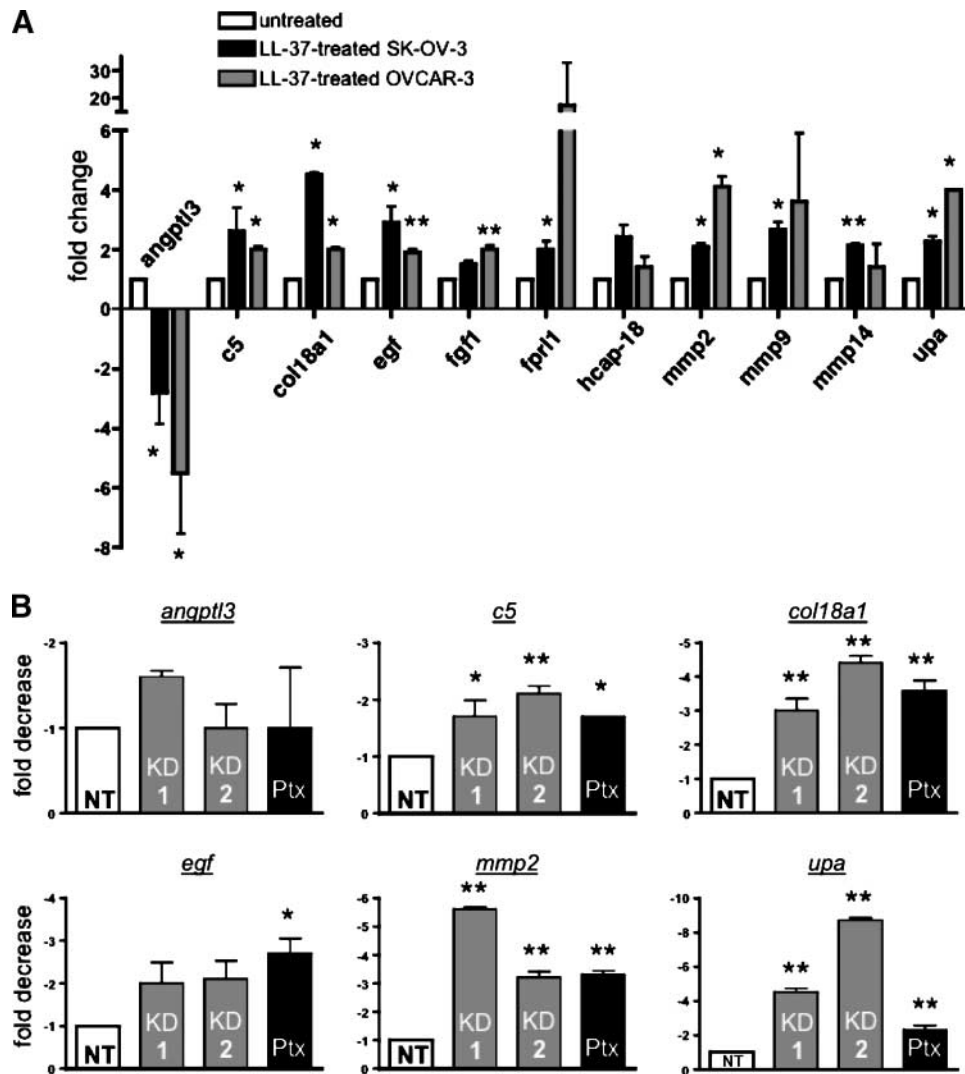 A
untreated
LL-37-treated SK-OV-3
LL-37-treated OVCAR-3
fold change
30
20
6
4
2
0
-2
-4
-6
-8
angptl3
c5
col18a1
egf
fgf1
fprl1
hcap-18
mmp2
mmp9
mmp14
upa
* * * * * * ** ** * * * * ** * *
* *
B
angptl3
c5
col18a1
fold decrease
-2
-1
0
NT
KD 1
KD 2
Ptx
-3
-2
-1
0
* ** *
NT
KD 1
KD 2
Ptx
-5
-4
-3
-2
-1
0
** ** **
NT
KD 1
KD 2
Ptx
egf
mmp2
upa
fold decrease
-4
-3
-2
-1
0
*
NT
KD 1
KD 2
Ptx
-6
-5
-4
-3
-2
-1
0
** ** **
NT
KD 1
KD 2
Ptx
-10
-8
-6
-4
-2
0
** ** **
NT
KD 1
KD 2
Ptx